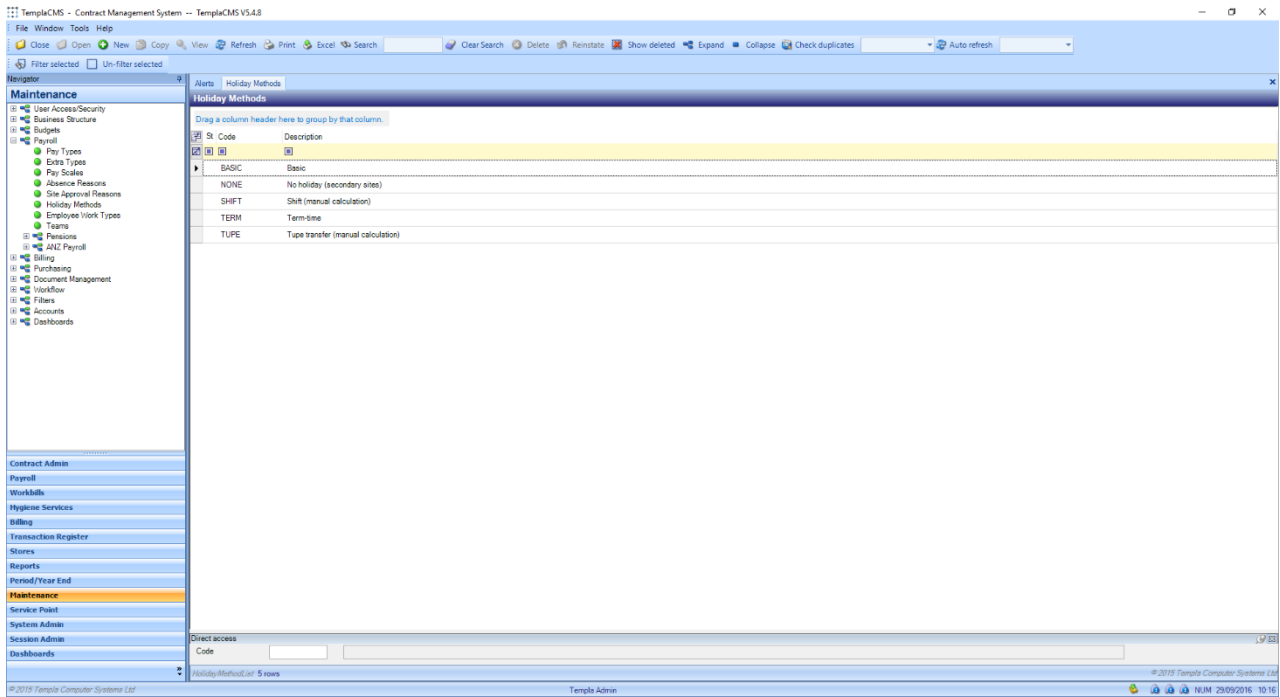 TemplaCMS - Contract Management System -- TemplaCMS V5.4.8
File Window Tools Help
Close Open New Copy View Refresh Print Excel Search Clear Search Delete Reinstate Show deleted Expand Collapse Check duplicates Auto refresh
Filter selected Un-filter selected
Navigator
Alerts Holiday Methods
Maintenance
Holiday Methods
User Access/Security
Business Structure
Budgets
Payroll
Pay Types
Extra Types
Pay Scales
Absence Reasons
Site Approval Reasons
Holiday Methods
Employee Work Types
Teams
Pensions
ANZ Payroll
Billing
Purchasing
Document Management
Workflow
Filters
Accounts
Dashboards
Drag a column header here to group by that column.
St Code Description
BASIC Basic
NONE No holiday (secondary sites)
SHIFT Shift (manual calculation)
TERM Term-time
TUPE Tupe transfer (manual calculation)
Contract Admin
Payroll
Workbills
Hygiene Services
Billing
Transaction Register
Stores
Reports
Period/Year End
Maintenance
Service Point
System Admin
Session Admin
Dashboards
Direct access
Code
HolidayMethodList 5 rows
© 2015 Templa Computer Systems Ltd
© 2015 Templa Computer Systems Ltd
Templa Admin
NUM 29/09/2016 10:16